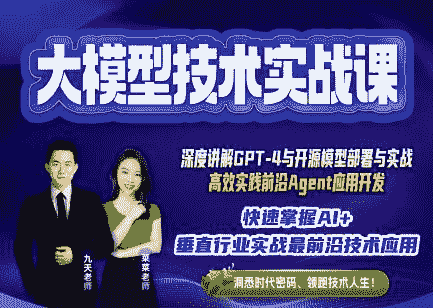 大模型技术实战课
深度讲解GPT-4与开源模型部署与实战
高效实践前沿Agent应用开发
快速掌握AI+
垂直行业实战最前沿技术应用
九天老师
菜菜老师
洞悉时代密码、领跑技术人生！